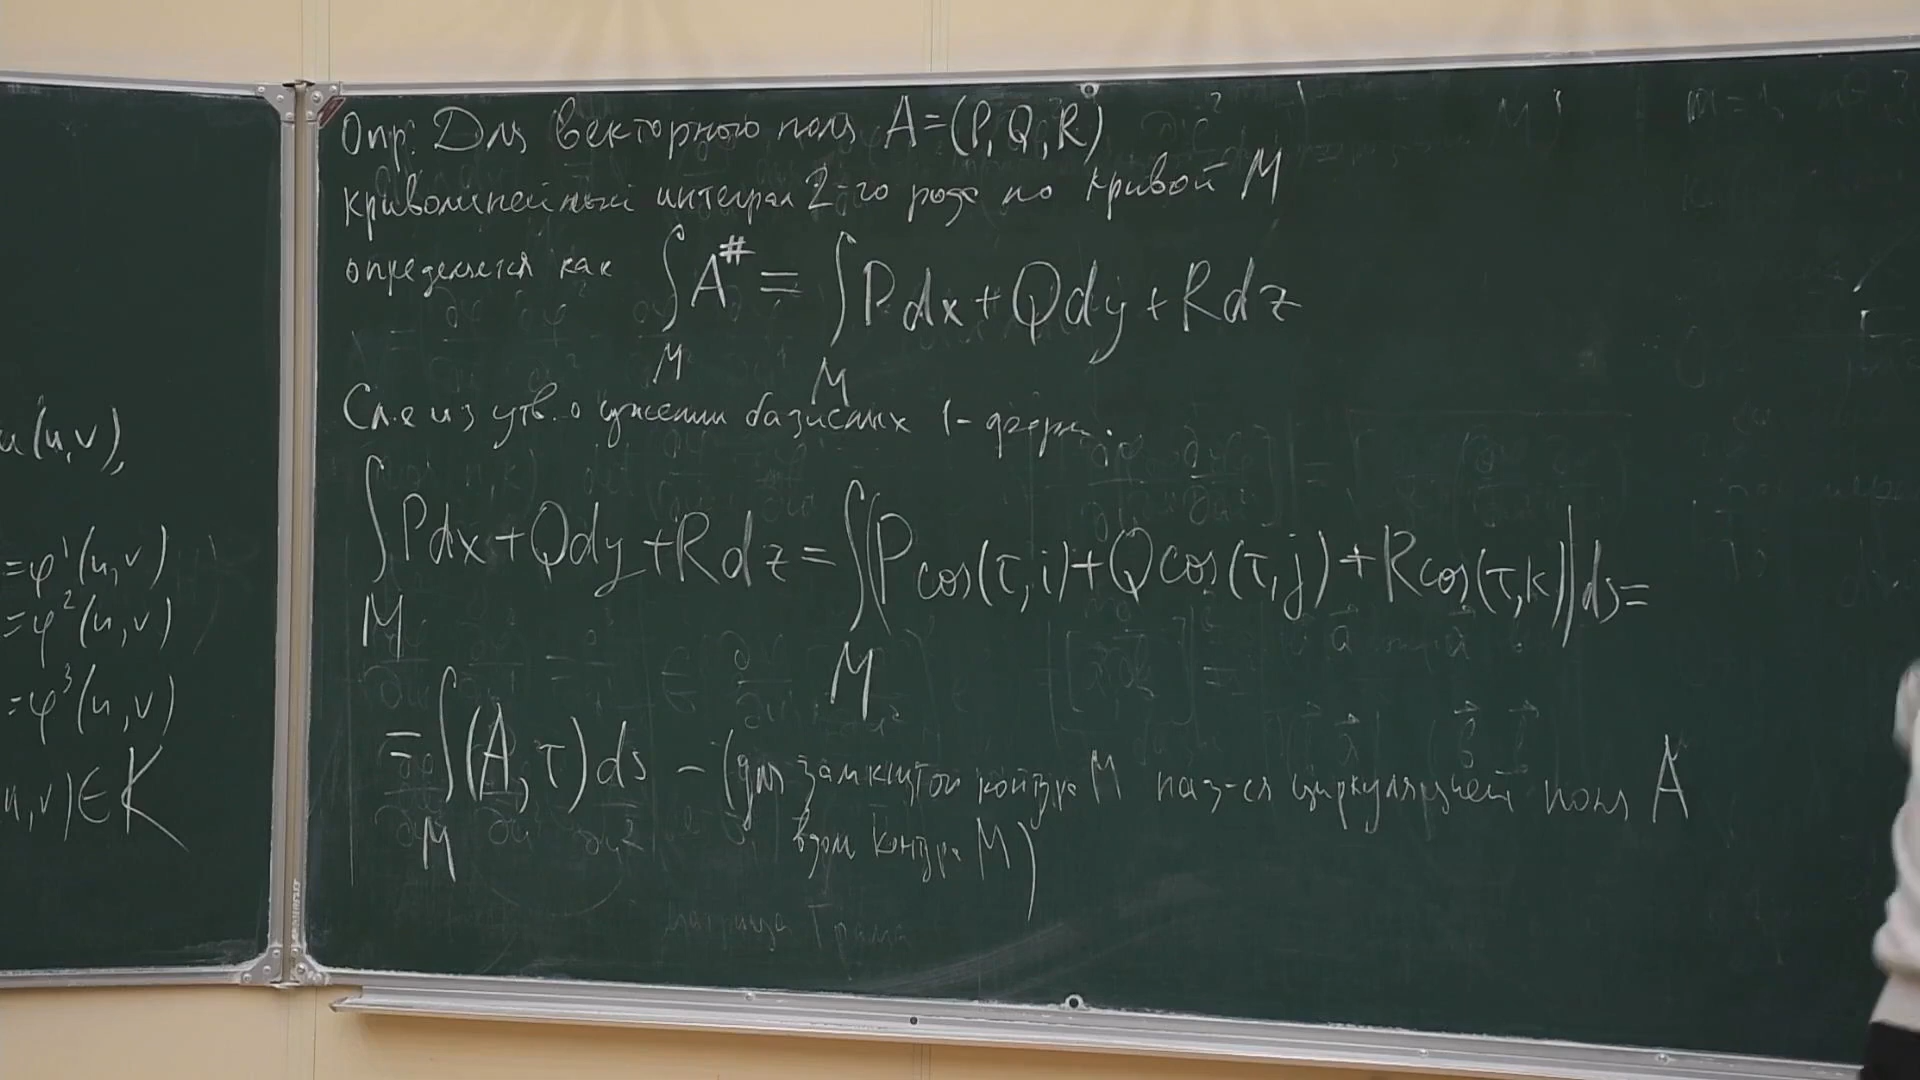 u(u,v),
=φ¹(u,v)
=φ²(u,v)
=φ³(u,v)
u,v)∈K
Опр. Для векторного поля A=(P,Q,R)
криволинейный интеграл 2-го рода по кривой M
определяется как ∫_M A^# = ∫_M Pdx+Qdy+Rdz
Сл-е из утв. о сужении базисных 1-форм.
∫_M Pdx+Qdy+Rdz = ∫_M (P cos(τ,i)+Q cos(τ,j)+R cos(τ,k))ds=
=∫_M (A,τ)ds – (для замкнутого контура M наз-ся циркуляцией поля A
вдоль контура M)
матрица Грама